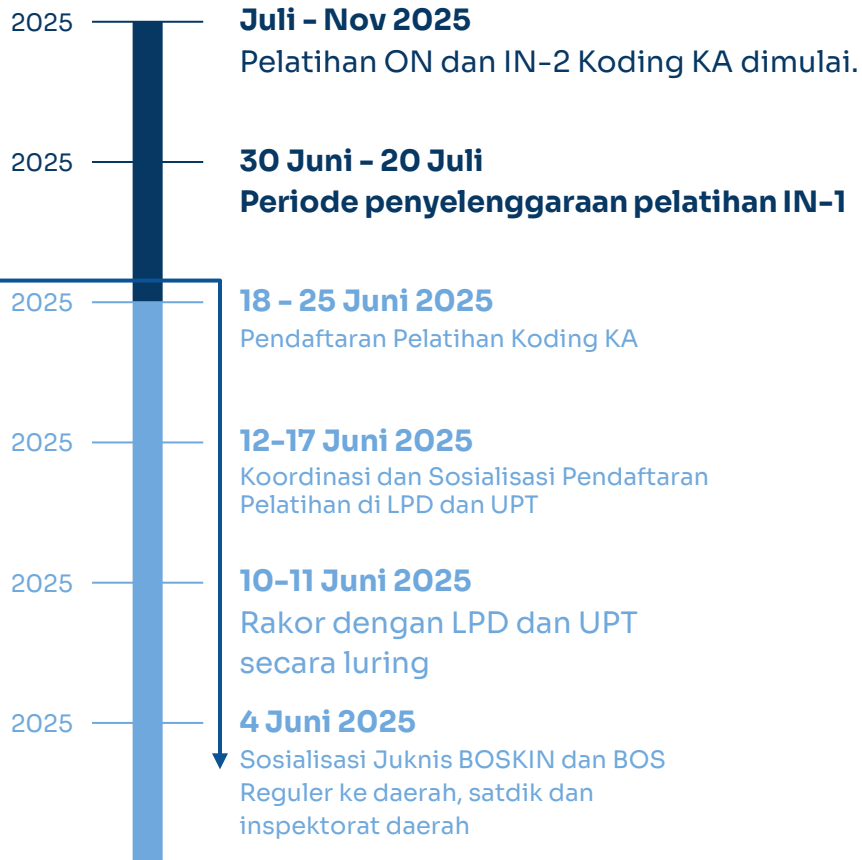 2025
Juli - Nov 2025
Pelatihan ON dan IN-2 Koding KA dimulai.
2025
30 Juni - 20 Juli
Periode penyelenggaraan pelatihan IN-1
2025
18 - 25 Juni 2025
Pendaftaran Pelatihan Koding KA
2025
12-17 Juni 2025
Koordinasi dan Sosialisasi Pendaftaran
Pelatihan di LPD dan UPT
2025
10-11 Juni 2025
Rakor dengan LPD dan UPT
secara luring
2025
4 Juni 2025
Sosialisasi Juknis BOSKIN dan BOS
Reguler ke daerah, satdik dan
inspektorat daerah